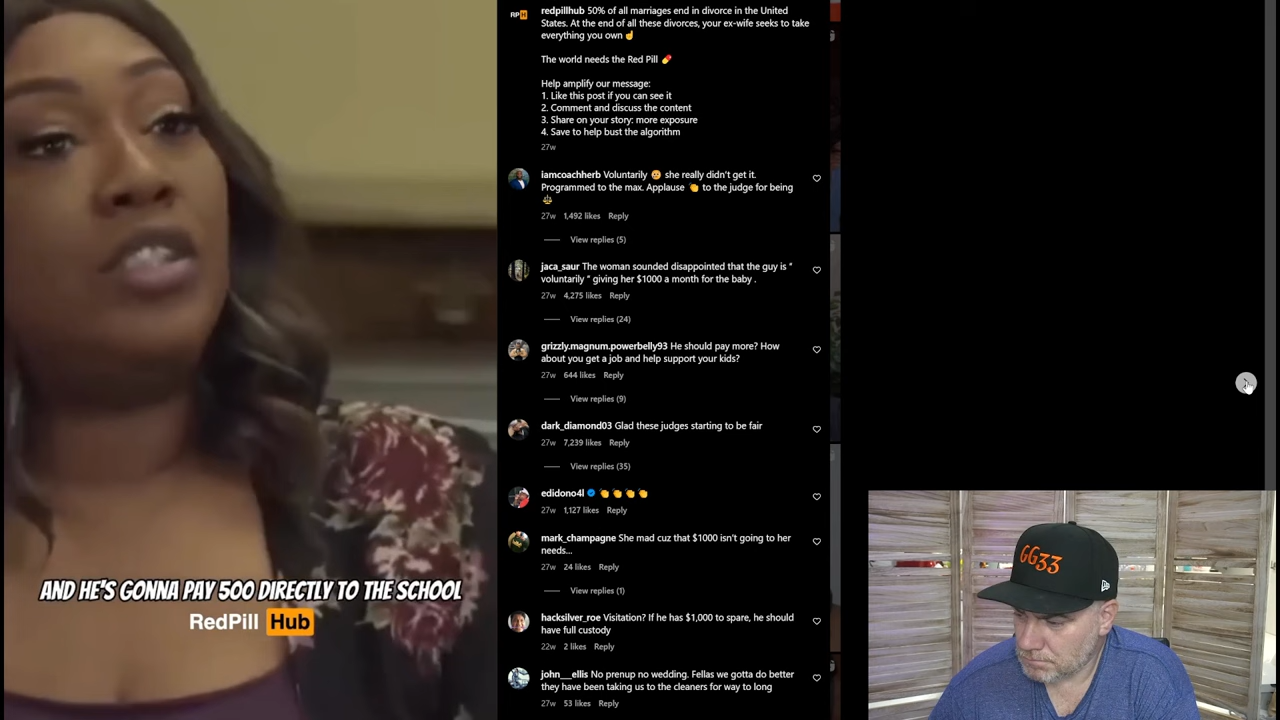 RP H
redpillhub 50% of all marriages end in divorce in the United
States. At the end of all these divorces, your ex-wife seeks to take
everything you own ☝
The world needs the Red Pill 💊
Help amplify our message:
1. Like this post if you can see it
2. Comment and discuss the content
3. Share on your story: more exposure
4. Save to help bust the algorithm
27w
iamcoachherb Voluntarily 🥴 she really didn't get it.
Programmed to the max. Applause 👏 to the judge for being
⚖️
27w 1,492 likes Reply
View replies (5)
jaca_saur The woman sounded disappointed that the guy is "
voluntarily " giving her $1000 a month for the baby .
27w 4,275 likes Reply
View replies (24)
grizzly.magnum.powerbelly93 He should pay more? How
about you get a job and help support your kids?
27w 644 likes Reply
View replies (9)
dark_diamond03 Glad these judges starting to be fair
27w 7,239 likes Reply
View replies (35)
edidono4l 👏👏👏👏
27w 1,127 likes Reply
mark_champagne She mad cuz that $1000 isn't going to her
needs...
27w 24 likes Reply
View replies (1)
hacksilver_roe Visitation? If he has $1,000 to spare, he should
have full custody
22w 2 likes Reply
john___ellis No prenup no wedding. Fellas we gotta do better
they have been taking us to the cleaners for way to long
27w 53 likes Reply
AND HE'S GONNA PAY 500 DIRECTLY TO THE SCHOOL
RedPill Hub
GG33